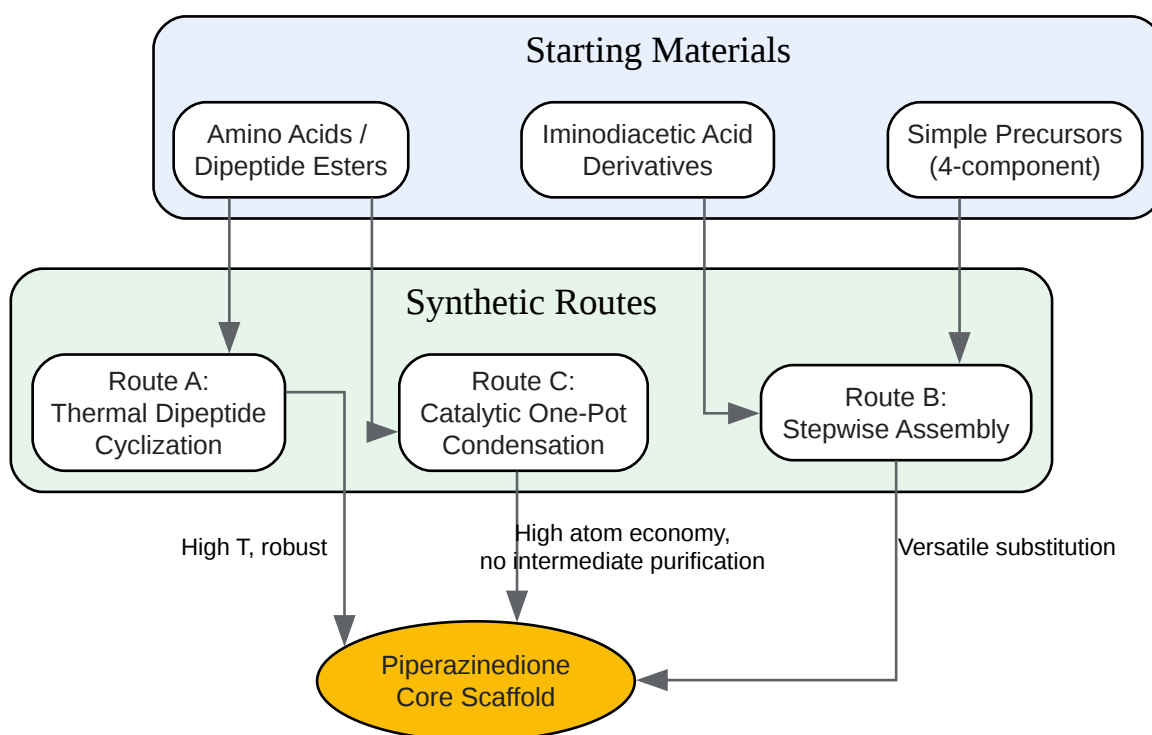 Starting Materials
Amino Acids /
Dipeptide Esters
Iminodiacetic Acid
Derivatives
Simple Precursors
(4-component)
Synthetic Routes
Route A:
Thermal Dipeptide
Cyclization
Route C:
Catalytic One-Pot
Condensation
Route B:
Stepwise Assembly
High T, robust
High atom economy,
no intermediate purification
Versatile substitution
Piperazinedione
Core Scaffold